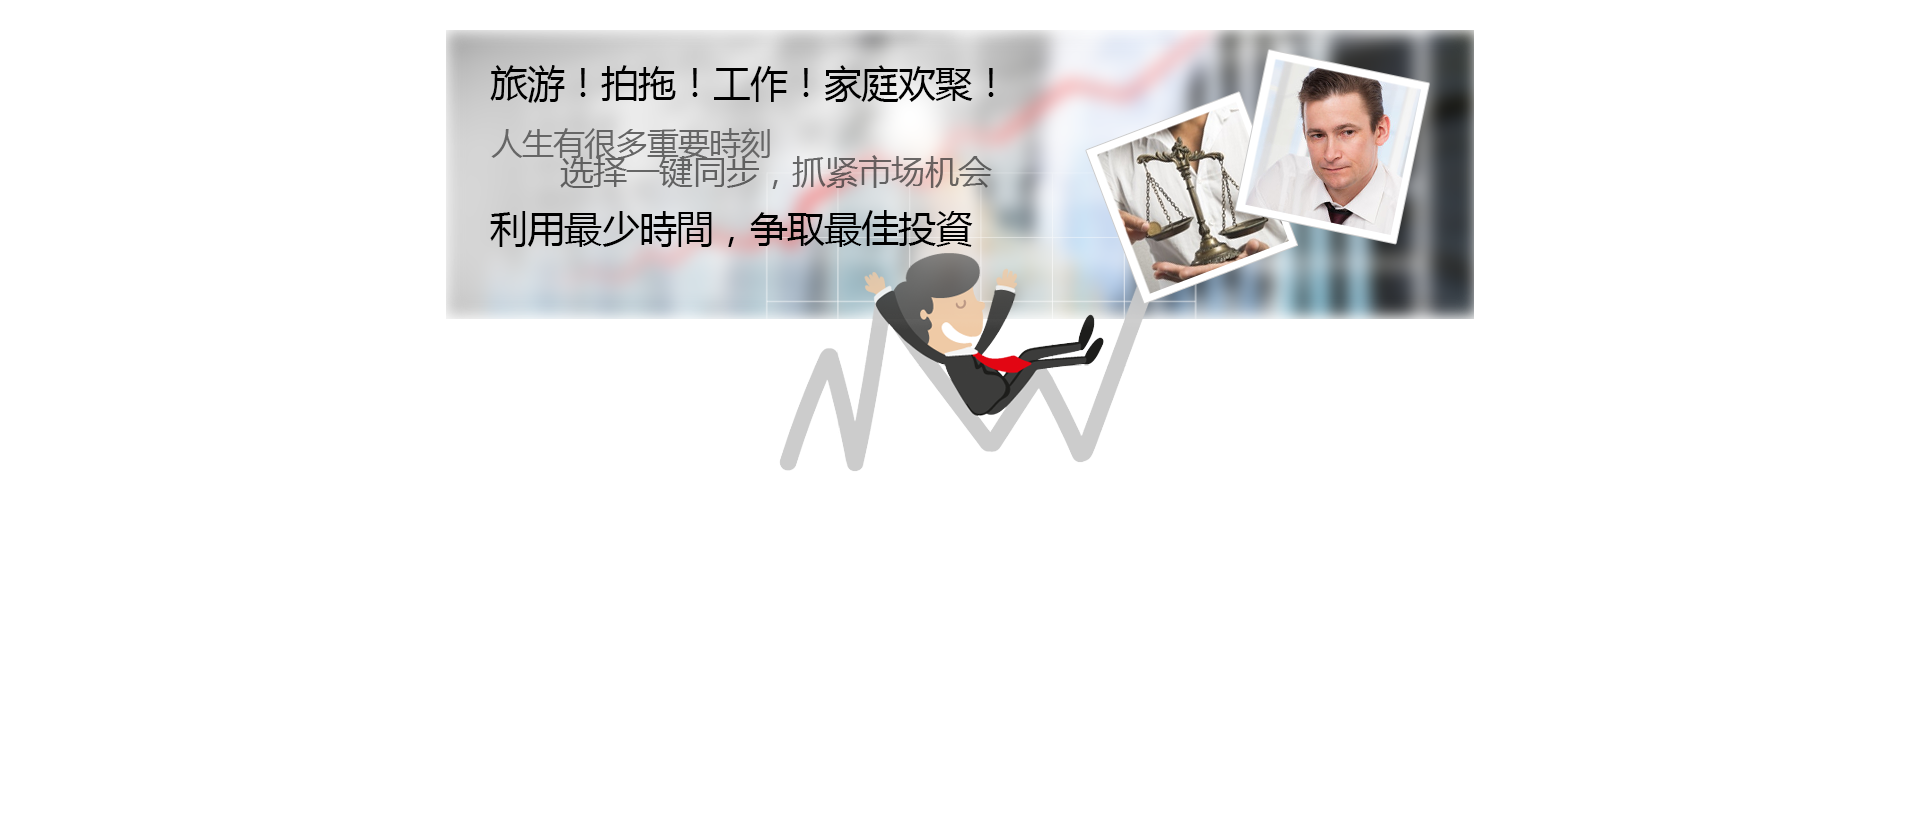 旅游！拍拖！工作！家庭欢聚！
人生有很多重要時刻
选择一键同步，抓紧市场机会
利用最少時間，争取最佳投資